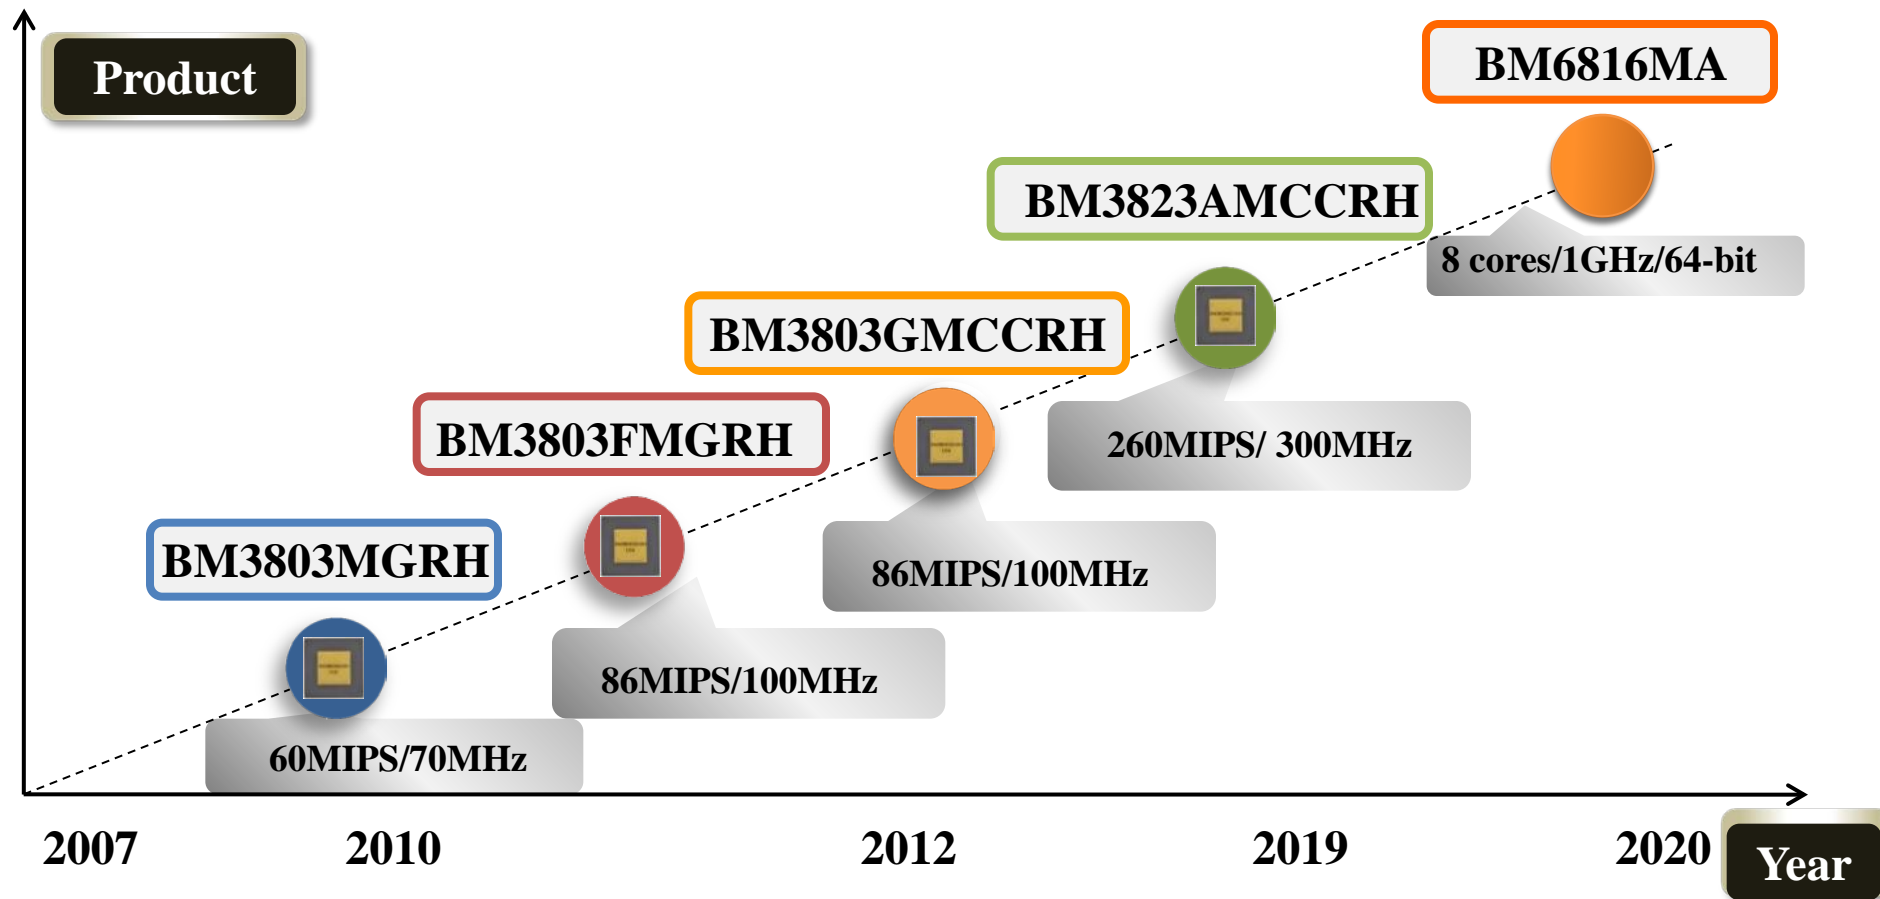 Product
BM6816MA
8 cores/1GHz/64-bit
BM3823AMCCRH
260MIPS/ 300MHz
BM3803GMCCRH
86MIPS/100MHz
BM3803FMGRH
86MIPS/100MHz
BM3803MGRH
60MIPS/70MHz
2007 2010 2012 2019 2020
Year